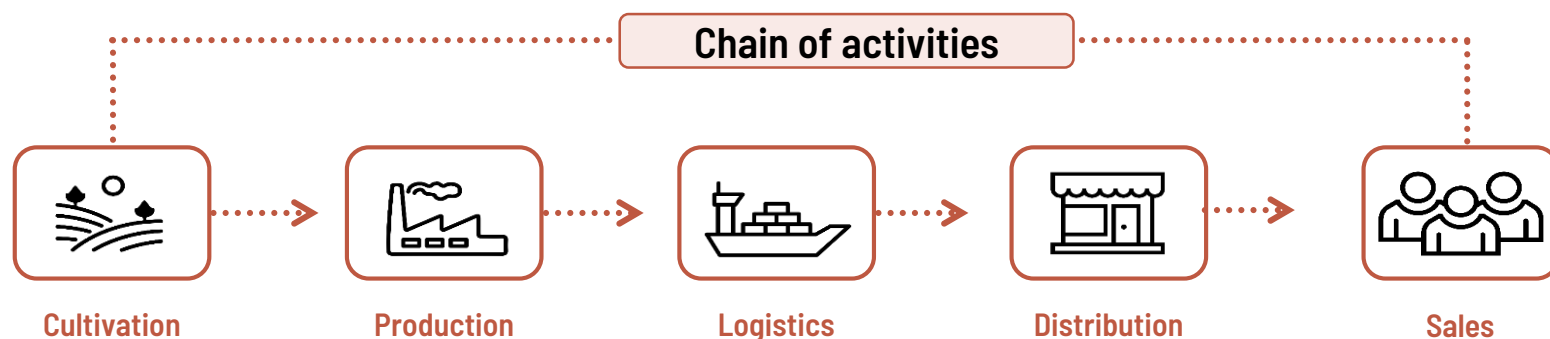 Chain of activities
Cultivation
Production
Logistics
Distribution
Sales